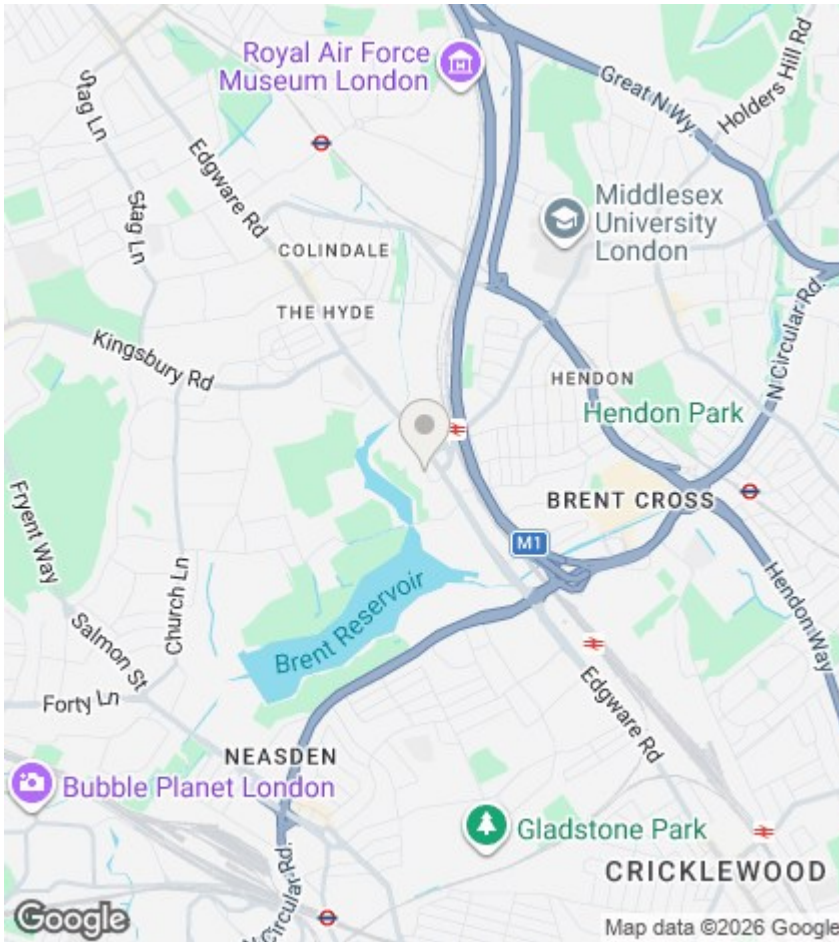 Royal Air Force
Museum London
Great N Wy.
Holders Hill Rd
Stag Ln
Edgware Rd
Stag Ln
Middlesex
University
London
COLINDALE
THE HYDE
N Circular Rd.
Kingsbury Rd
HENDON
Hendon Park
BRENT CROSS
Fryent Way
M1
Church Ln
Brent Reservoir
Hendon Way
Salmon St
Forty Ln
Edgware Rd
NEASDEN
Bubble Planet London
Gladstone Park
CRICKLEWOOD
N Circular Rd.
Google
Map data ©2026 Google